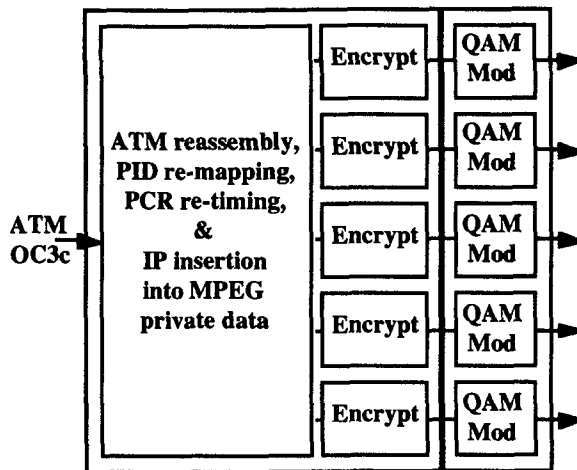 ATM
OC3c
ATM reassembly,
PID re-mapping,
PCR re-timing,
&
IP insertion
into MPEG
private data
Encrypt
QAM
Mod
Encrypt
QAM
Mod
Encrypt
QAM
Mod
Encrypt
QAM
Mod
Encrypt
QAM
Mod